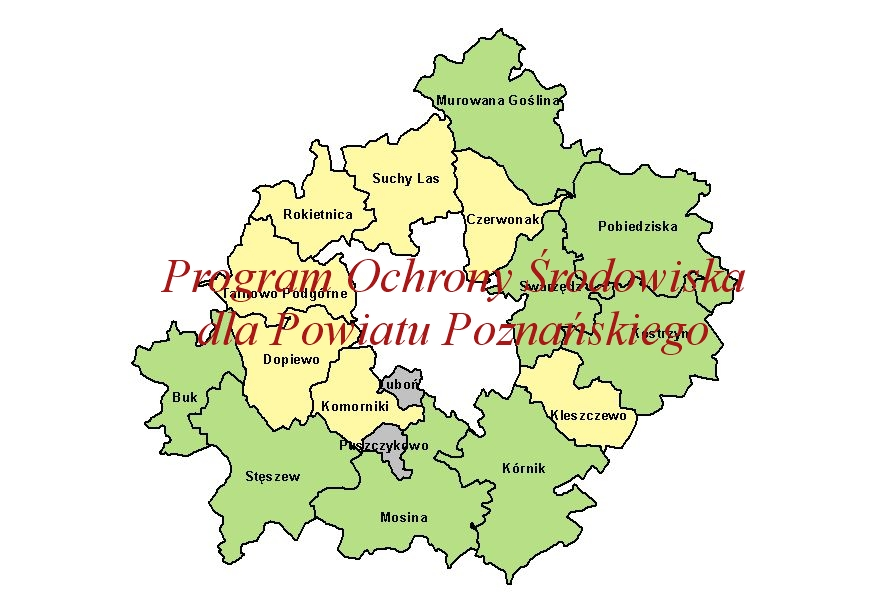 Murowana Goślina
Suchy Las
Rokietnica
Czerwonak
Pobiedziska
Program Ochrony Środowiska
Swarzędz
Tarnowo Podgórne
dla Powiatu Poznańskiego
Kostrzyn
Dopiewo
Luboń
Buk
Komorniki
Kleszczewo
Puszczykowo
Kórnik
Stęszew
Mosina